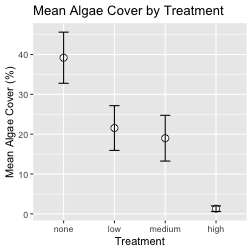 Mean Algae Cover by Treatment
Mean Algae Cover (%)
40
30
20
10
0
none
low
medium
high
Treatment